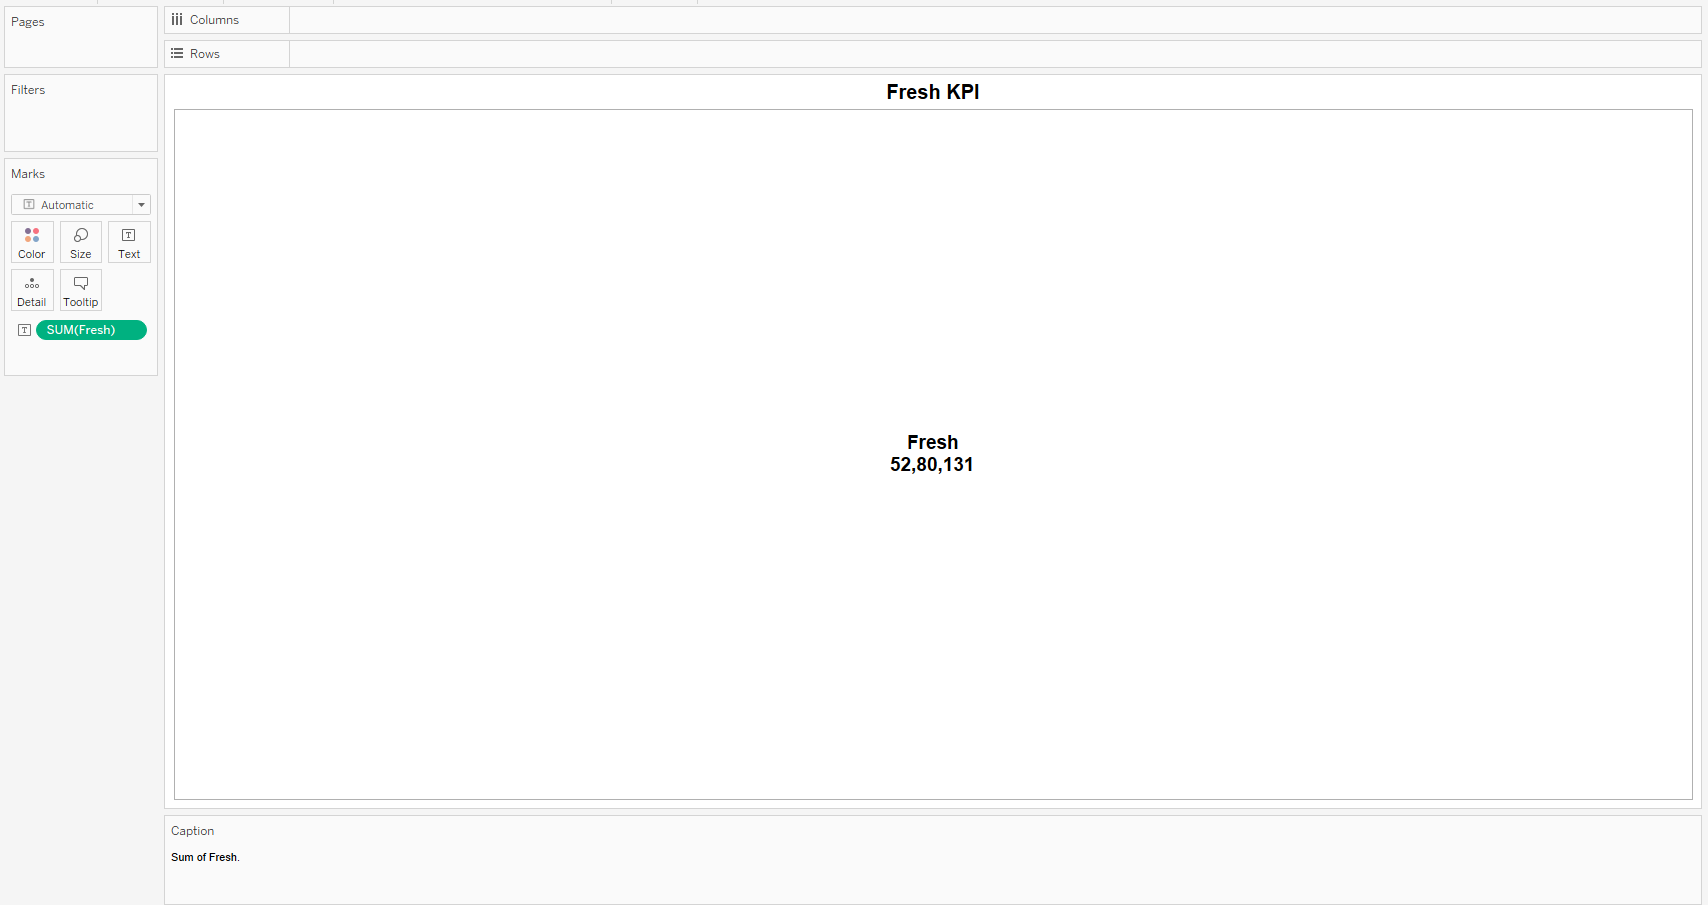 Pages
Columns
Rows
Filters
Marks
Automatic
Color
Size
Text
Detail
Tooltip
SUM(Fresh)
Fresh KPI
Fresh
52,80,131
Caption
Sum of Fresh.